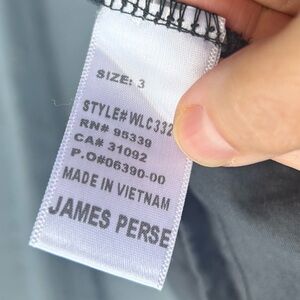 SIZE: 3
STYLE# WLC332
RN# 95339
CA# 31092
P.O#06390-00
MADE IN VIETNAM
JAMES PERSE